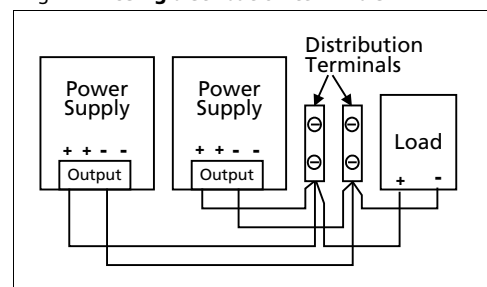 Distribution
Terminals
Power
Supply
+ + - -
Output
Power
Supply
+ + - -
Output
Load
+ -